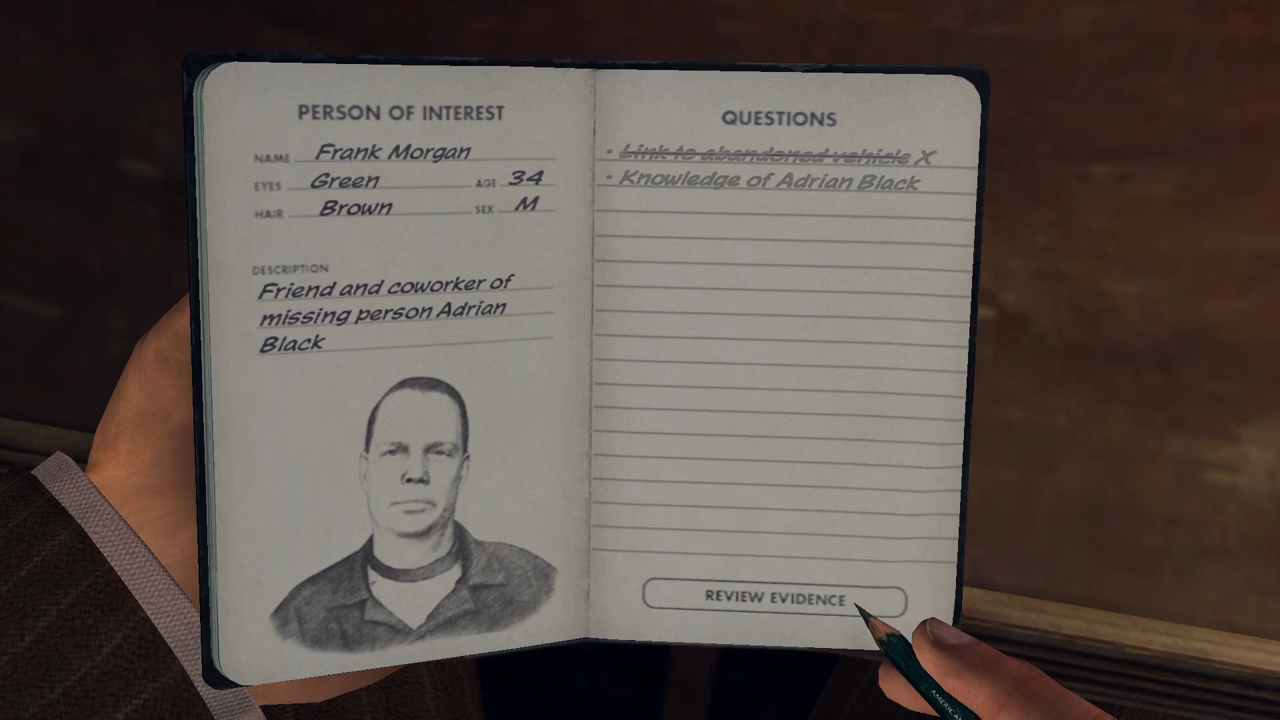 PERSON OF INTEREST
NAME Frank Morgan
EYES Green AGE 34
HAIR Brown SEX M
DESCRIPTION
Friend and coworker of
missing person Adrian
Black
QUESTIONS
• Link to abandoned vehicle X
• Knowledge of Adrian Black
REVIEW EVIDENCE
AMERICAN